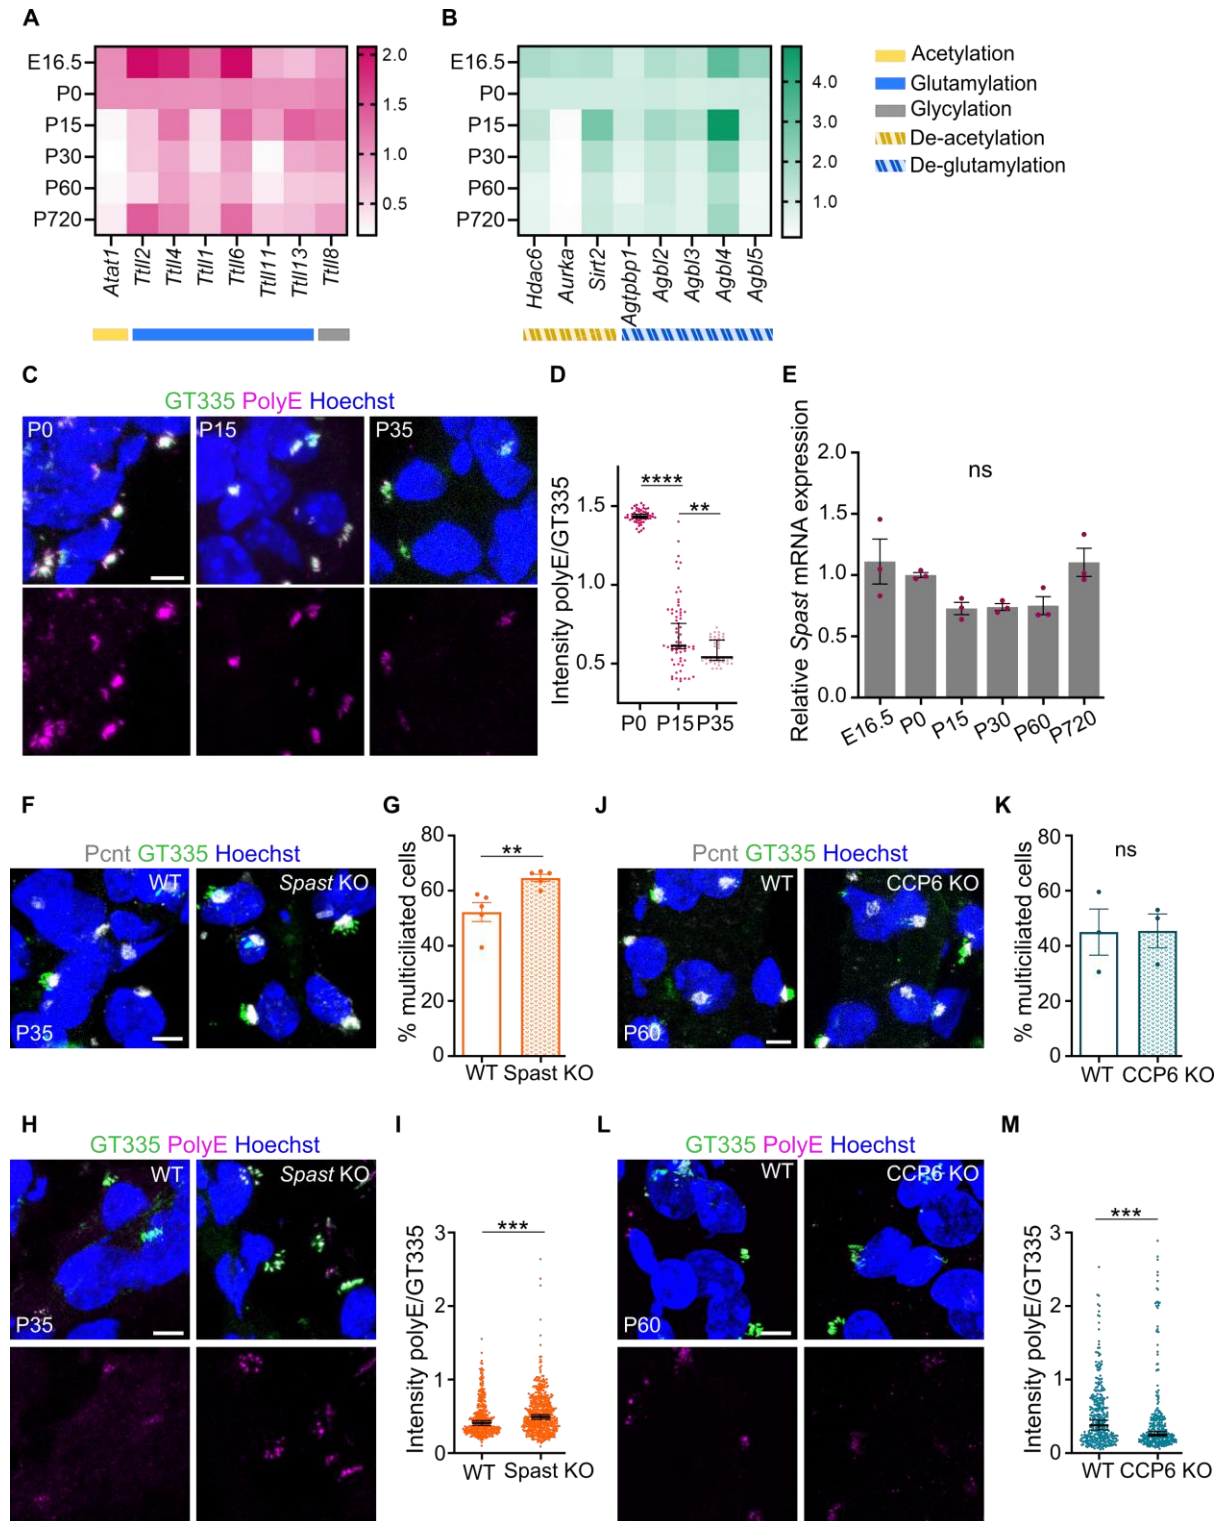 A
B
E16.5
P0
P15
P30
P60
P720
2.0
1.5
1.0
0.5
4.0
3.0
2.0
1.0
Acetylation
Glutamylation
Glycylation
De-acetylation
De-glutamylation
Atat1
Ttll2
Ttll4
Ttll1
Ttll6
Ttll11
Ttll13
Ttll8
Hdac6
Aurka
Sirt2
Agtpbp1
Agbl2
Agbl3
Agbl4
Agbl5
C
GT335 PolyE Hoechst
P0
P15
P35
D
Intensity polyE/GT335
1.5
1.0
0.5
****
**
P0 P15 P35
E
Relative Spast mRNA expression
2.0
1.5
1.0
0.5
0.0
ns
E16.5
P0
P15
P30
P60
P720
F
Pcnt GT335 Hoechst
WT
Spast KO
P35
G
% multiciliated cells
80
60
40
20
0
**
WT Spast KO
J
Pcnt GT335 Hoechst
WT
CCP6 KO
P60
K
% multiciliated cells
80
60
40
20
0
ns
WT CCP6 KO
H
GT335 PolyE Hoechst
WT
Spast KO
P35
I
Intensity polyE/GT335
3
2
1
0
***
WT Spast KO
L
GT335 PolyE Hoechst
WT
CCP6 KO
P60
M
Intensity polyE/GT335
3
2
1
0
***
WT CCP6 KO